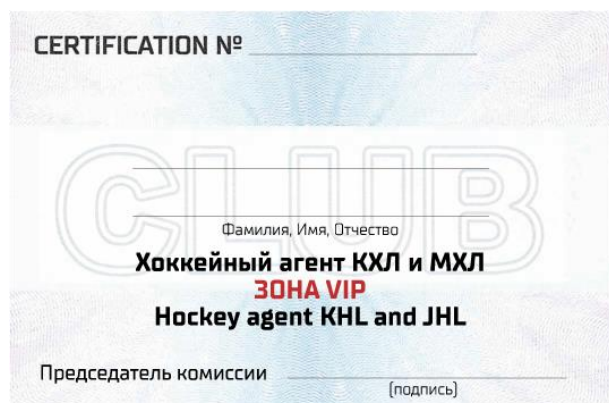 CERTIFICATION №
CLUB
Фамилия, Имя, Отчество
Хоккейный агент КХЛ и МХЛ
ЗОНА VIP
Hockey agent KHL and JHL
Председатель комиссии
(подпись)